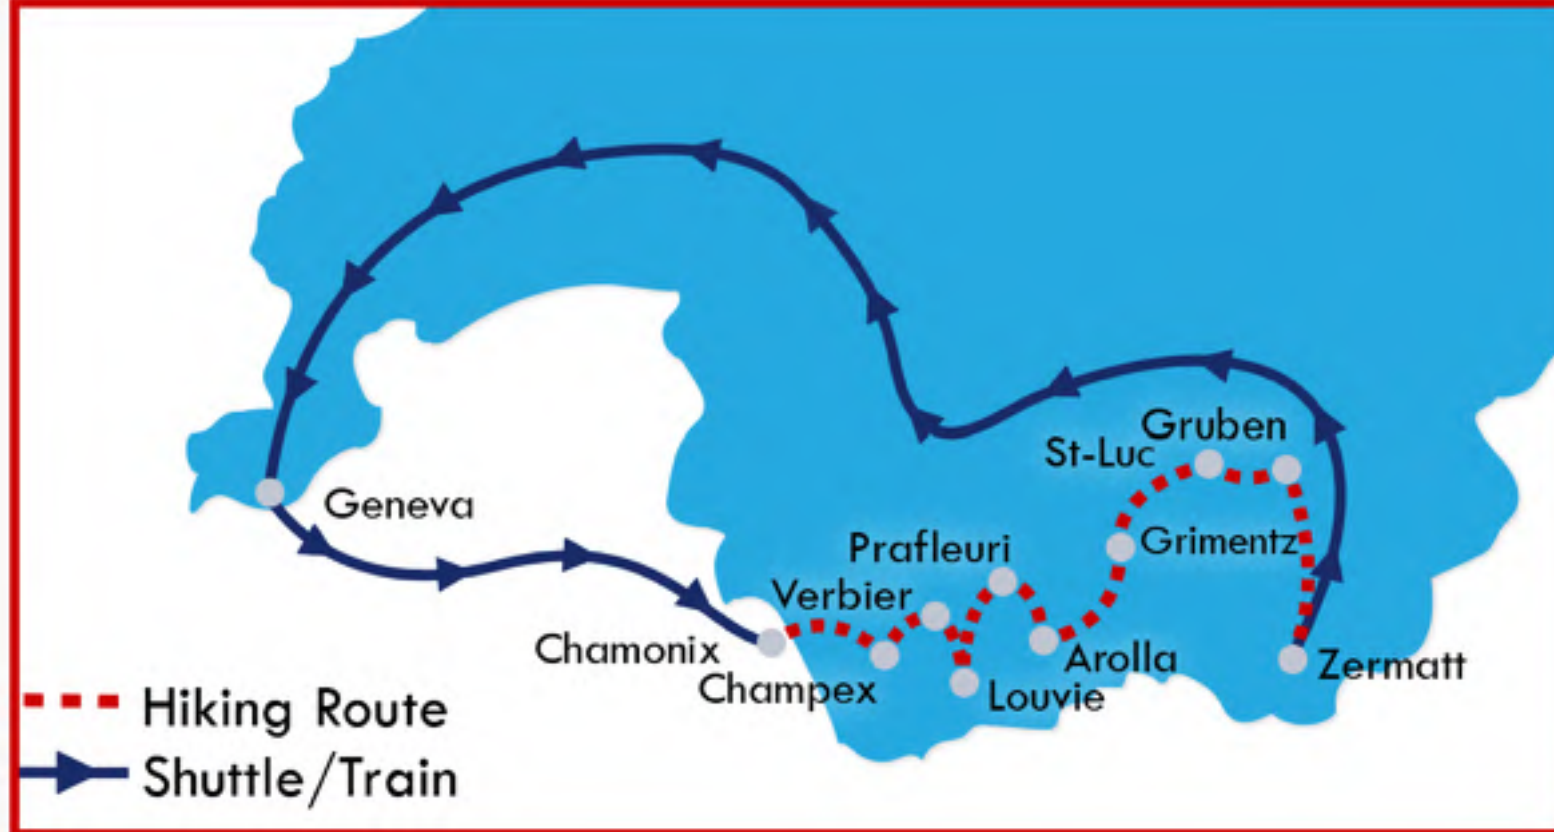 Gruben
St-Luc
Geneva
Grimentz
Prafleuri
Verbier
Chamonix
Arolla
Zermatt
Champex
Louvie
Hiking Route
Shuttle/Train